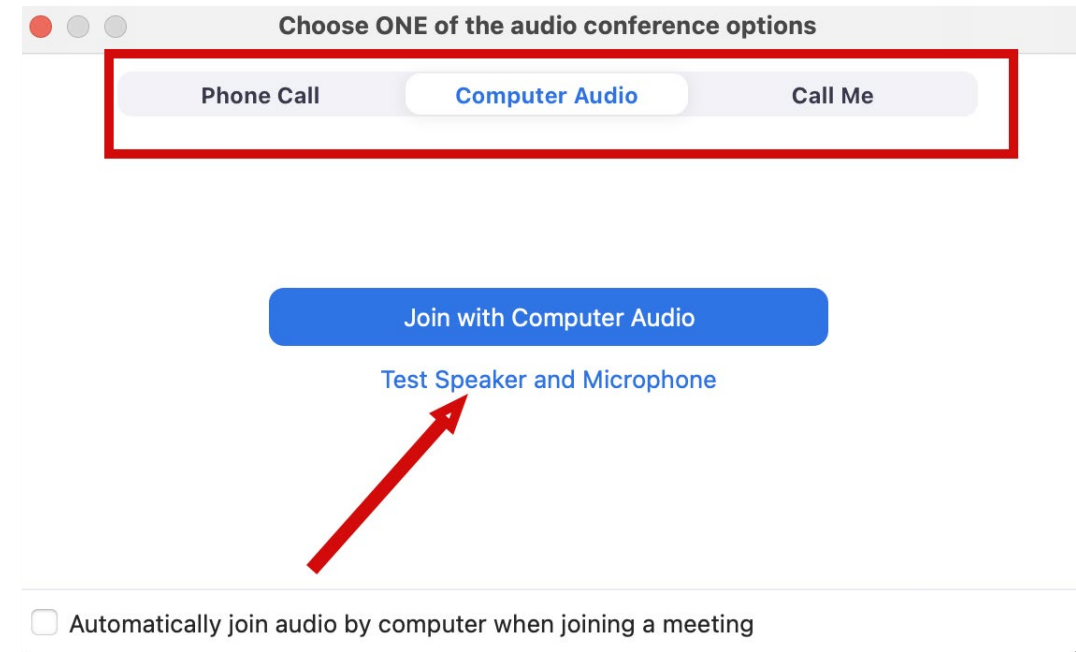 Choose ONE of the audio conference options
Phone Call Computer Audio Call Me
Join with Computer Audio
Test Speaker and Microphone
Automatically join audio by computer when joining a meeting